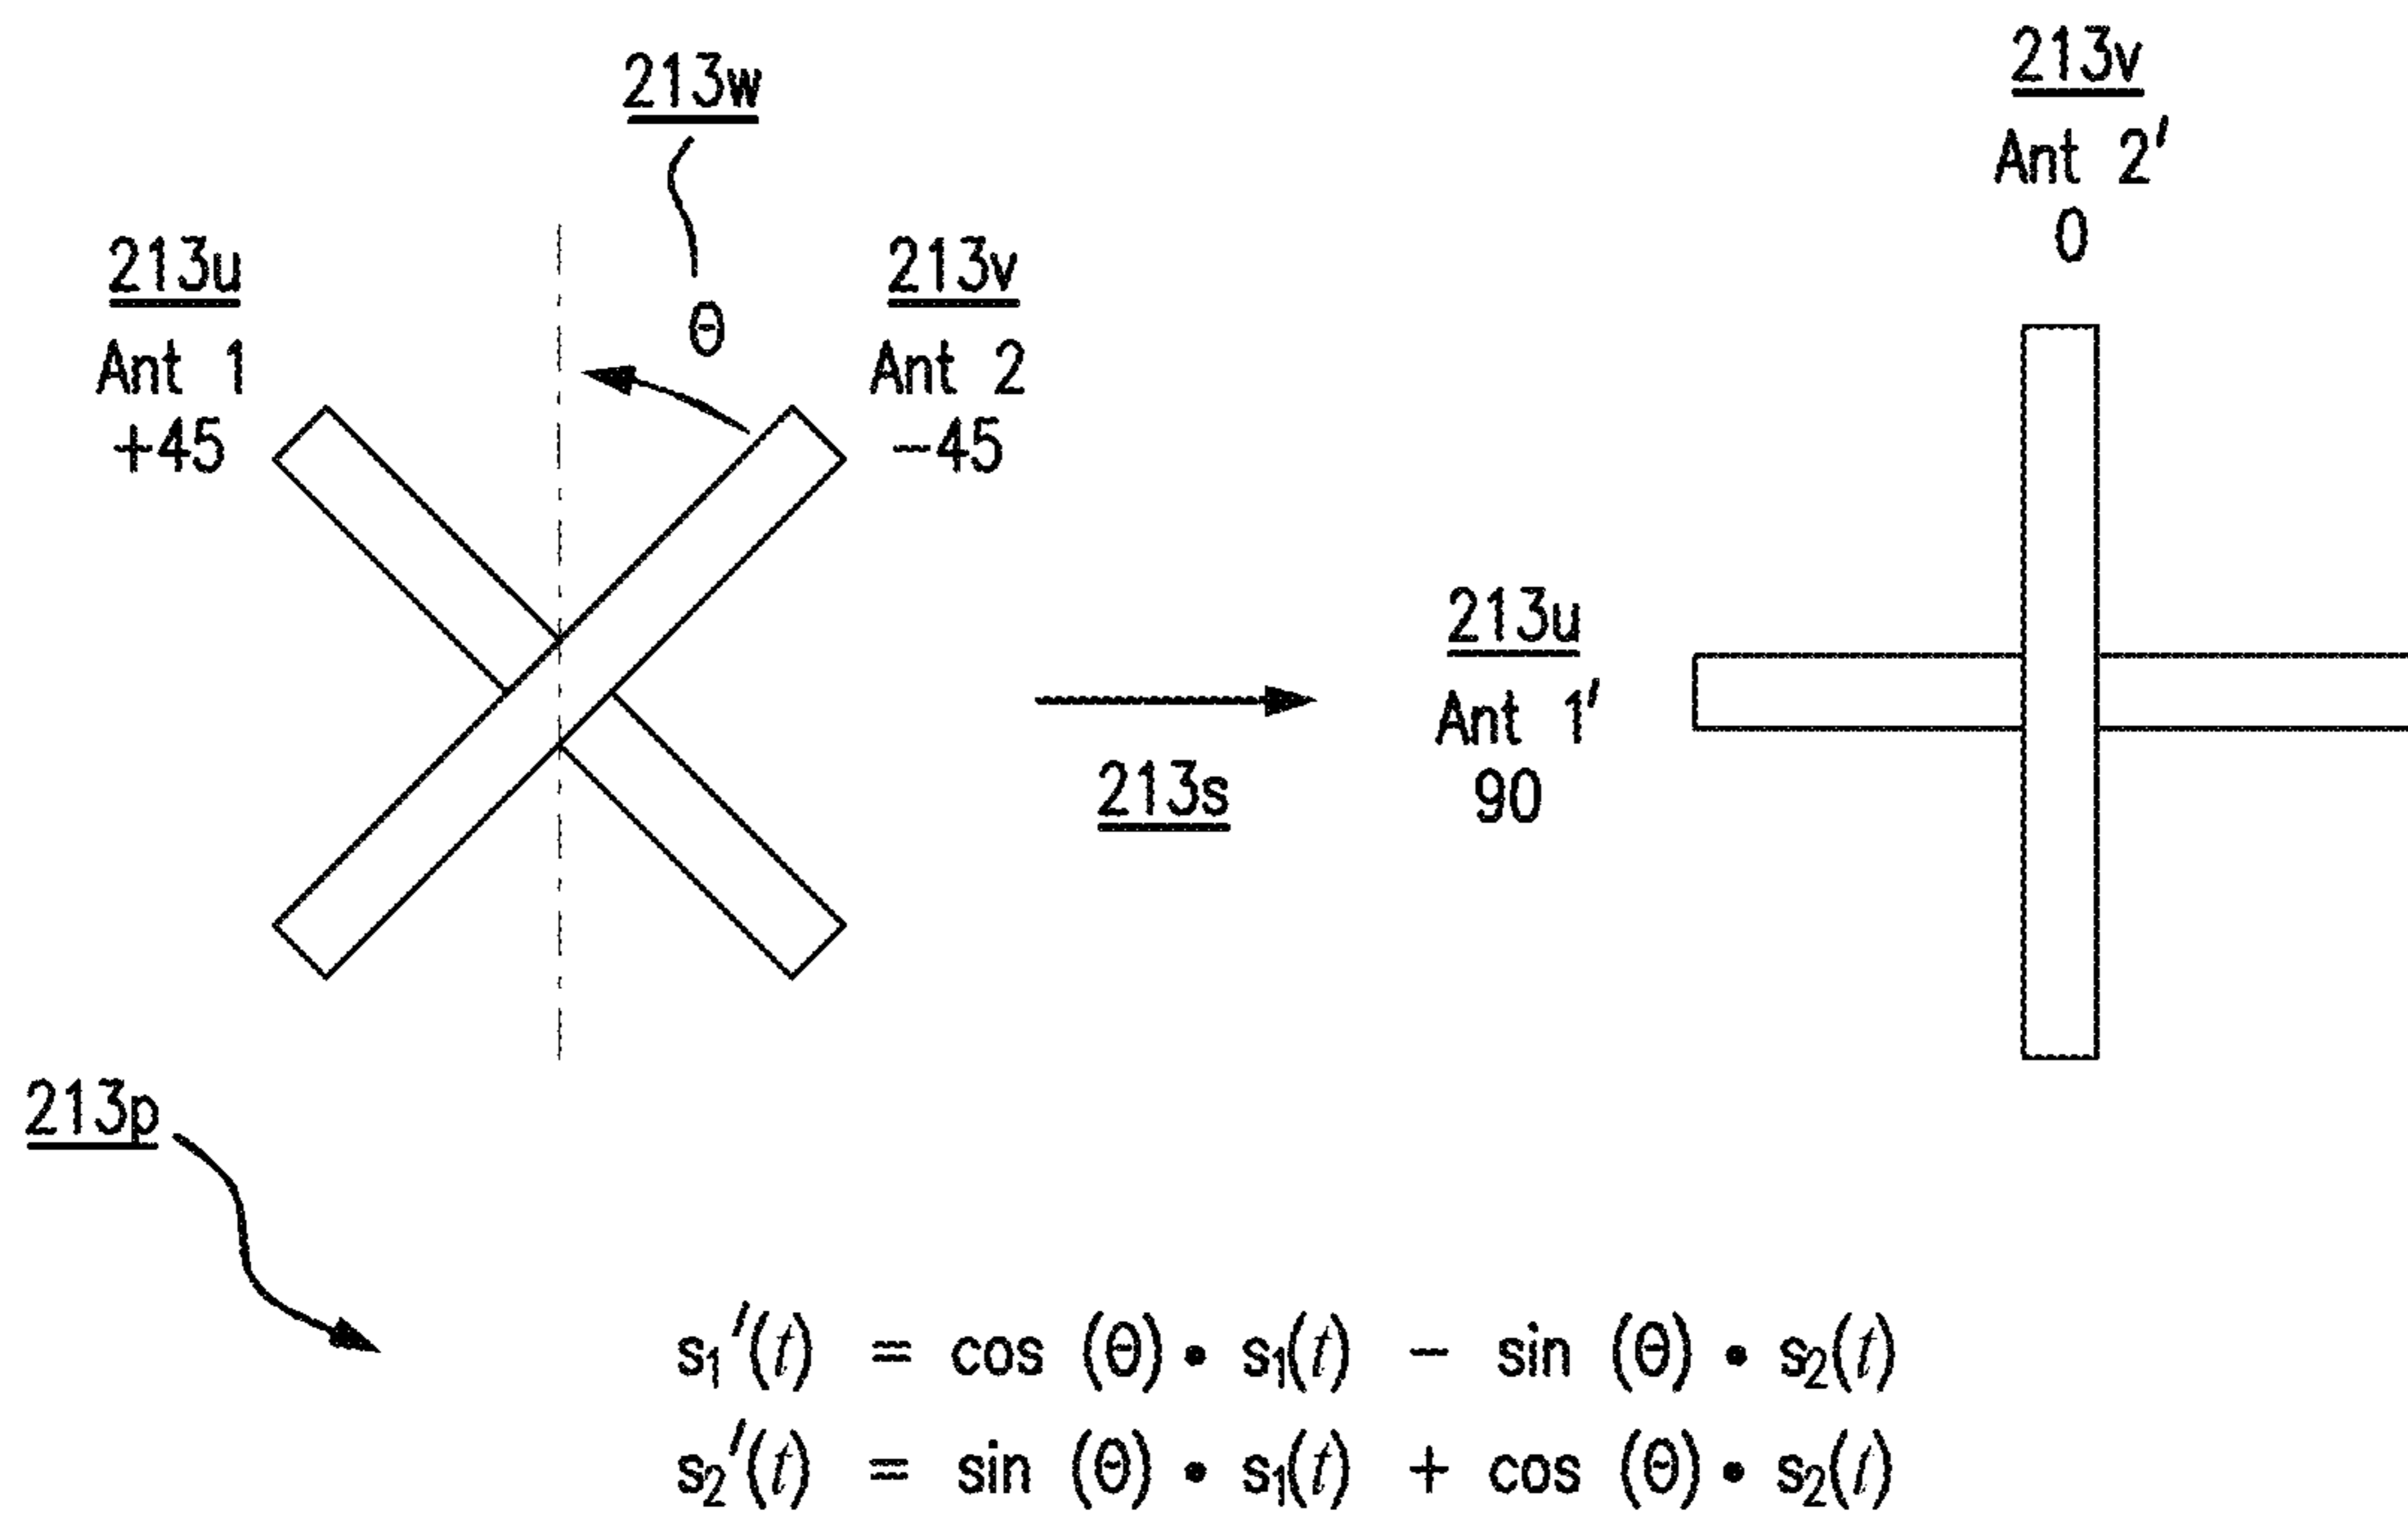 213w
θ
213u
Ant 1
+45
213v
Ant 2
−45
213s
213v
Ant 2′
0
213u
Ant 1′
90
213p
s₁′(t) = cos (θ) • s₁(t) − sin (θ) • s₂(t)
s₂′(t) = sin (θ) • s₁(t) + cos (θ) • s₂(t)